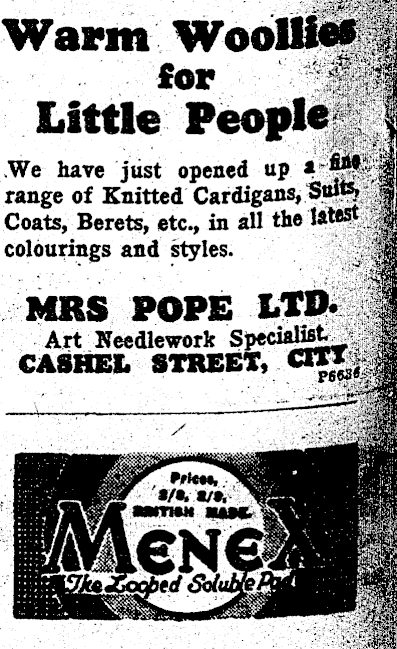 Warm Woollies
for
Little People
We have just opened up a fine
range of Knitted Cardigans, Suits,
Coats, Berets, etc., in all the latest
colourings and styles.
MRS POPE LTD.
Art Needlework Specialist.
CASHEL STREET, CITY
P6636
Prices,
BRITISH MADE.
MENEX
The Looped Soluble Pad